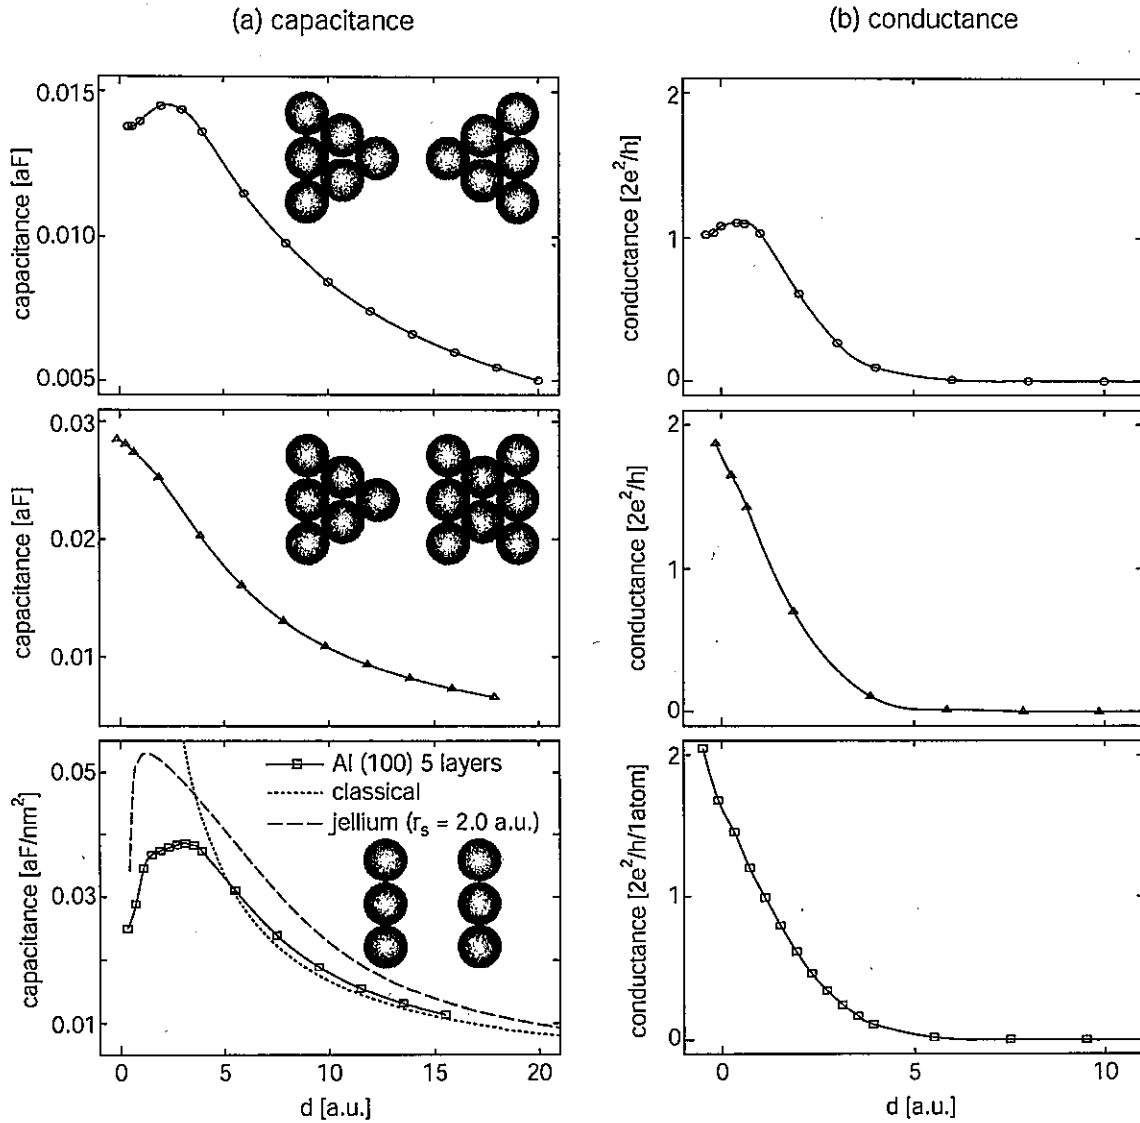 (a) capacitance
(b) conductance
capacitance [aF]
0.015
0.010
0.005
conductance [2e²/h]
2
1
0
capacitance [aF]
0.03
0.02
0.01
conductance [2e²/h]
2
1
0
capacitance [aF/nm²]
0.05
0.03
0.01
Al (100) 5 layers
classical
jellium (rₛ = 2.0 a.u.)
0 5 10 15 20
d [a.u.]
conductance [2e²/h/1atom]
2
1
0
0 5 10
d [a.u.]